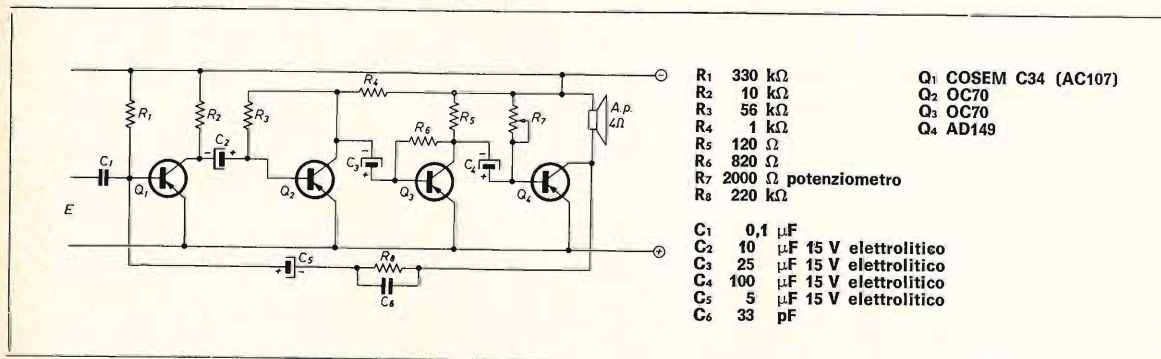 R1 330 kΩ
R2 10 kΩ
R3 56 kΩ
R4 1 kΩ
R5 120 Ω
R6 820 Ω
R7 2000 Ω potenziometro
R8 220 kΩ
C1 0,1 μF
C2 10 μF 15 V elettrolitico
C3 25 μF 15 V elettrolitico
C4 100 μF 15 V elettrolitico
C5 5 μF 15 V elettrolitico
C6 33 pF
Q1 COSEM C34 (AC107)
Q2 OC70
Q3 OC70
Q4 AD149
R4
R1
R2
R3
R5
R7
A.p.
4Ω
R6
C1
C2
C3
C4
Q1
Q2
Q3
Q4
E
C5
R8
C6